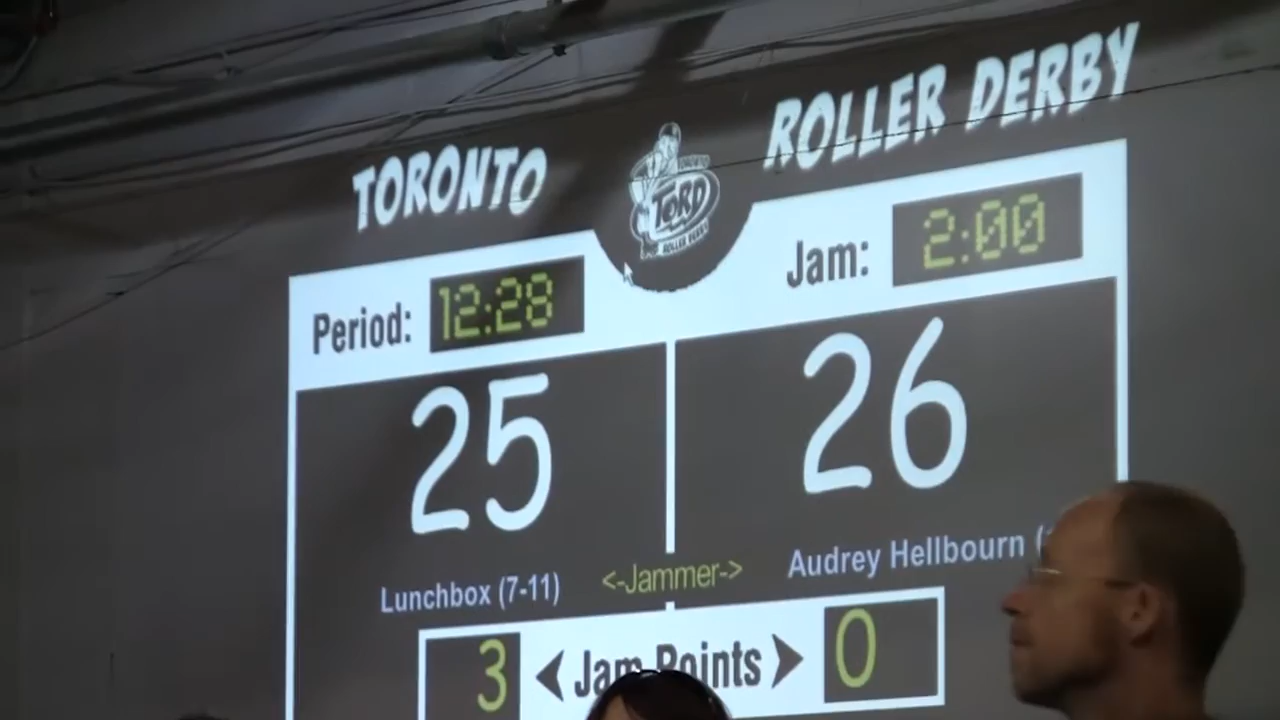 TORONTO ROLLER DERBY
TORONTO
TORD
ROLLER DERBY
Period: 12:28
Jam: 2:00
25 26
Lunchbox (7-11) <-Jammer-> Audrey Hellbourn (
3 Jam Points 0